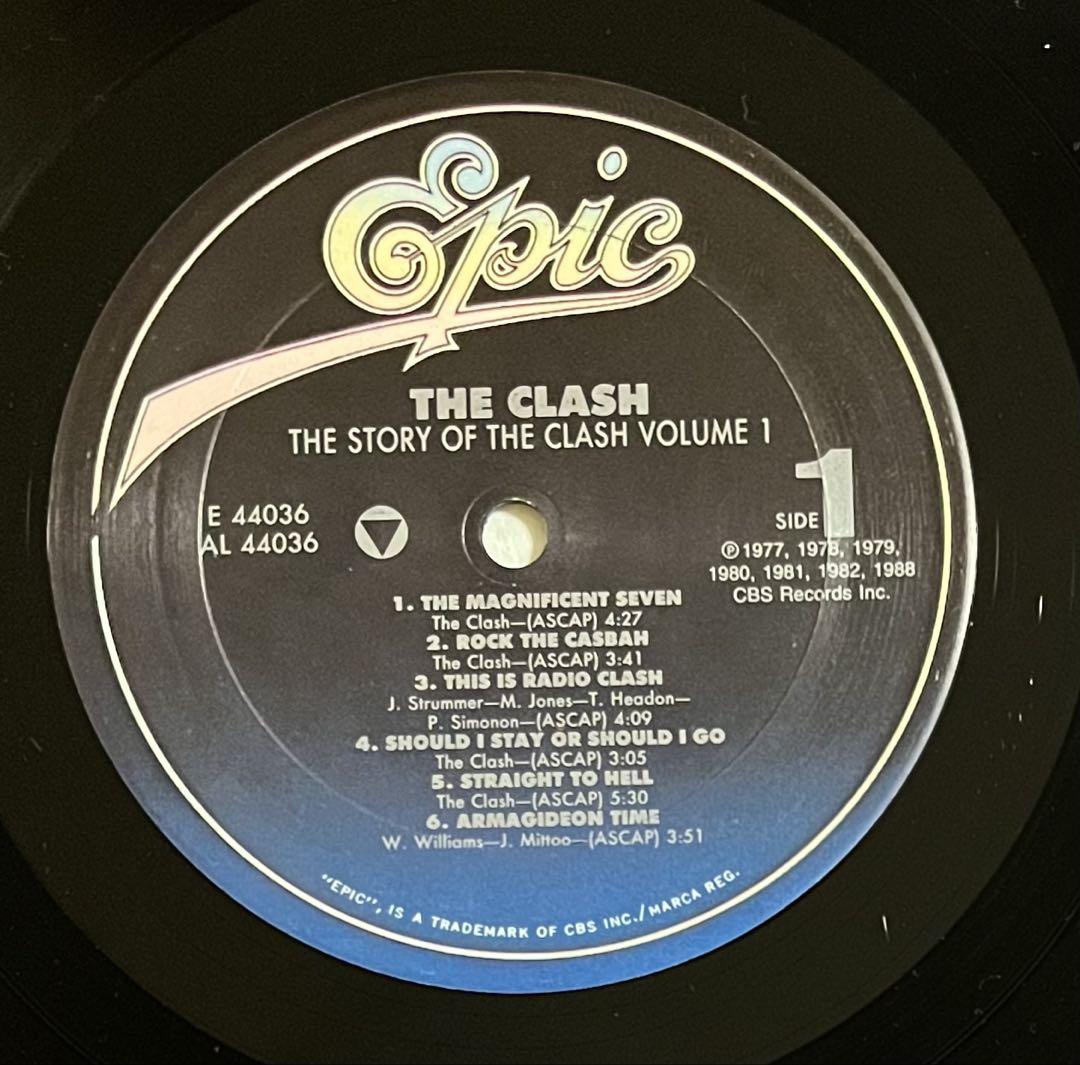 Epic
THE CLASH
THE STORY OF THE CLASH VOLUME 1
E 44036
AL 44036
SIDE 1
℗ 1977, 1978, 1979,
1980, 1981, 1982, 1988
CBS Records Inc.
1. THE MAGNIFICENT SEVEN
The Clash—(ASCAP) 4:27
2. ROCK THE CASBAH
The Clash—(ASCAP) 3:41
3. THIS IS RADIO CLASH
J. Strummer—M. Jones—T. Headon—
P. Simonon—(ASCAP) 4:09
4. SHOULD I STAY OR SHOULD I GO
The Clash—(ASCAP) 3:05
5. STRAIGHT TO HELL
The Clash—(ASCAP) 5:30
6. ARMAGIDEON TIME
W. Williams—J. Mittoo—(ASCAP) 3:51
"EPIC", IS A TRADEMARK OF CBS INC./MARCA REG.